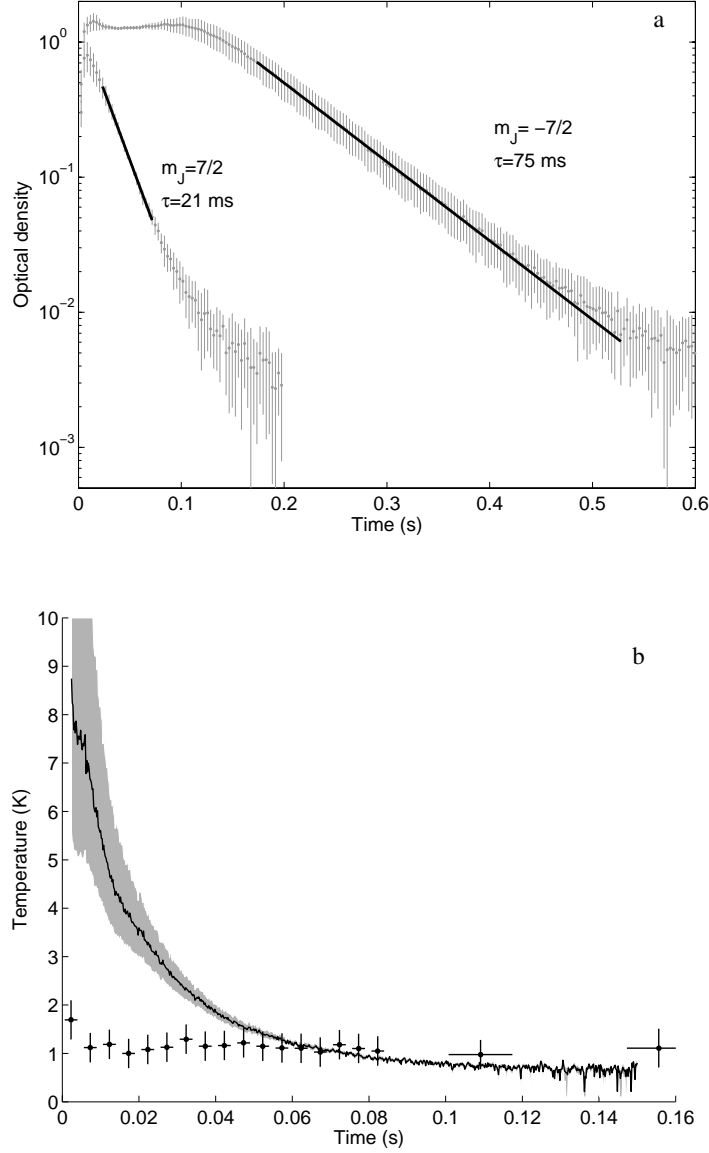 a
10^0
10^-1
10^-2
10^-3
Optical density
m_J=7/2
τ=21 ms
m_J= −7/2
τ=75 ms
0 0.1 0.2 0.3 0.4 0.5 0.6
Time (s)
b
10
9
8
7
6
5
4
3
2
1
0
Temperature (K)
0 0.02 0.04 0.06 0.08 0.1 0.12 0.14 0.16
Time (s)